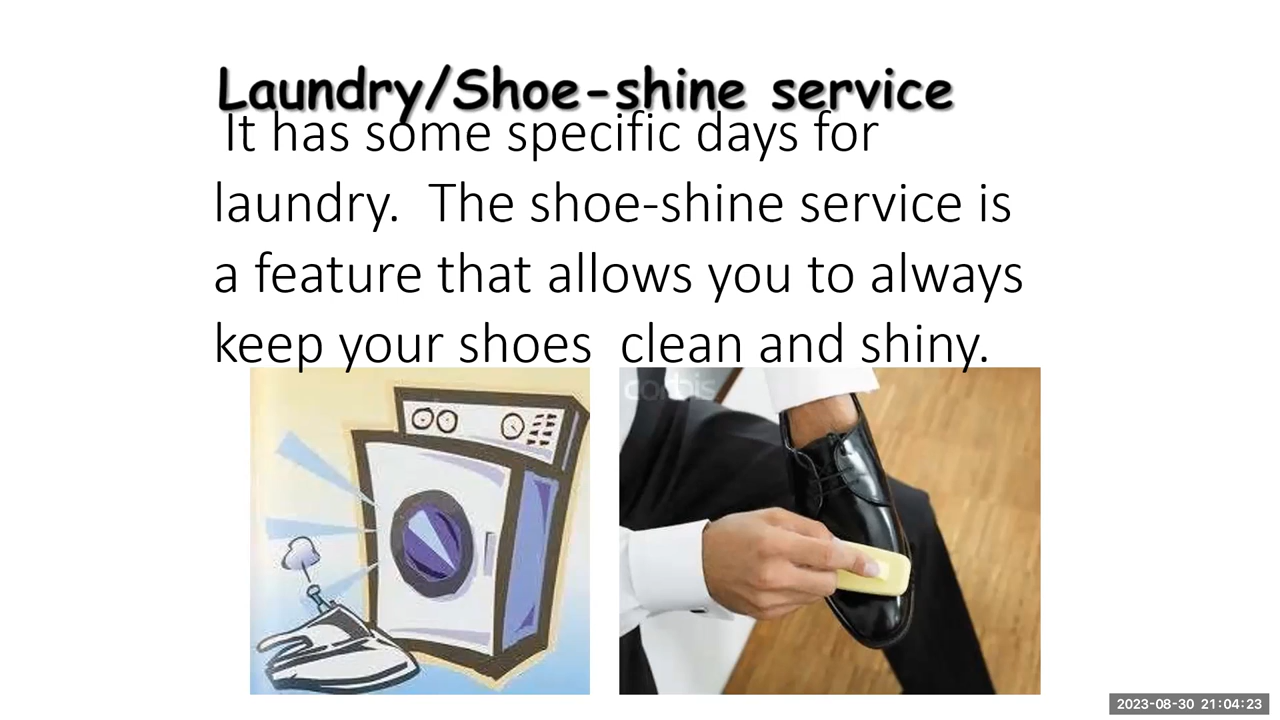 Laundry/Shoe-shine service
It has some specific days for
laundry.  The shoe-shine service is
a feature that allows you to always
keep your shoes  clean and shiny.
corbis
2023-08-30 21:04:23